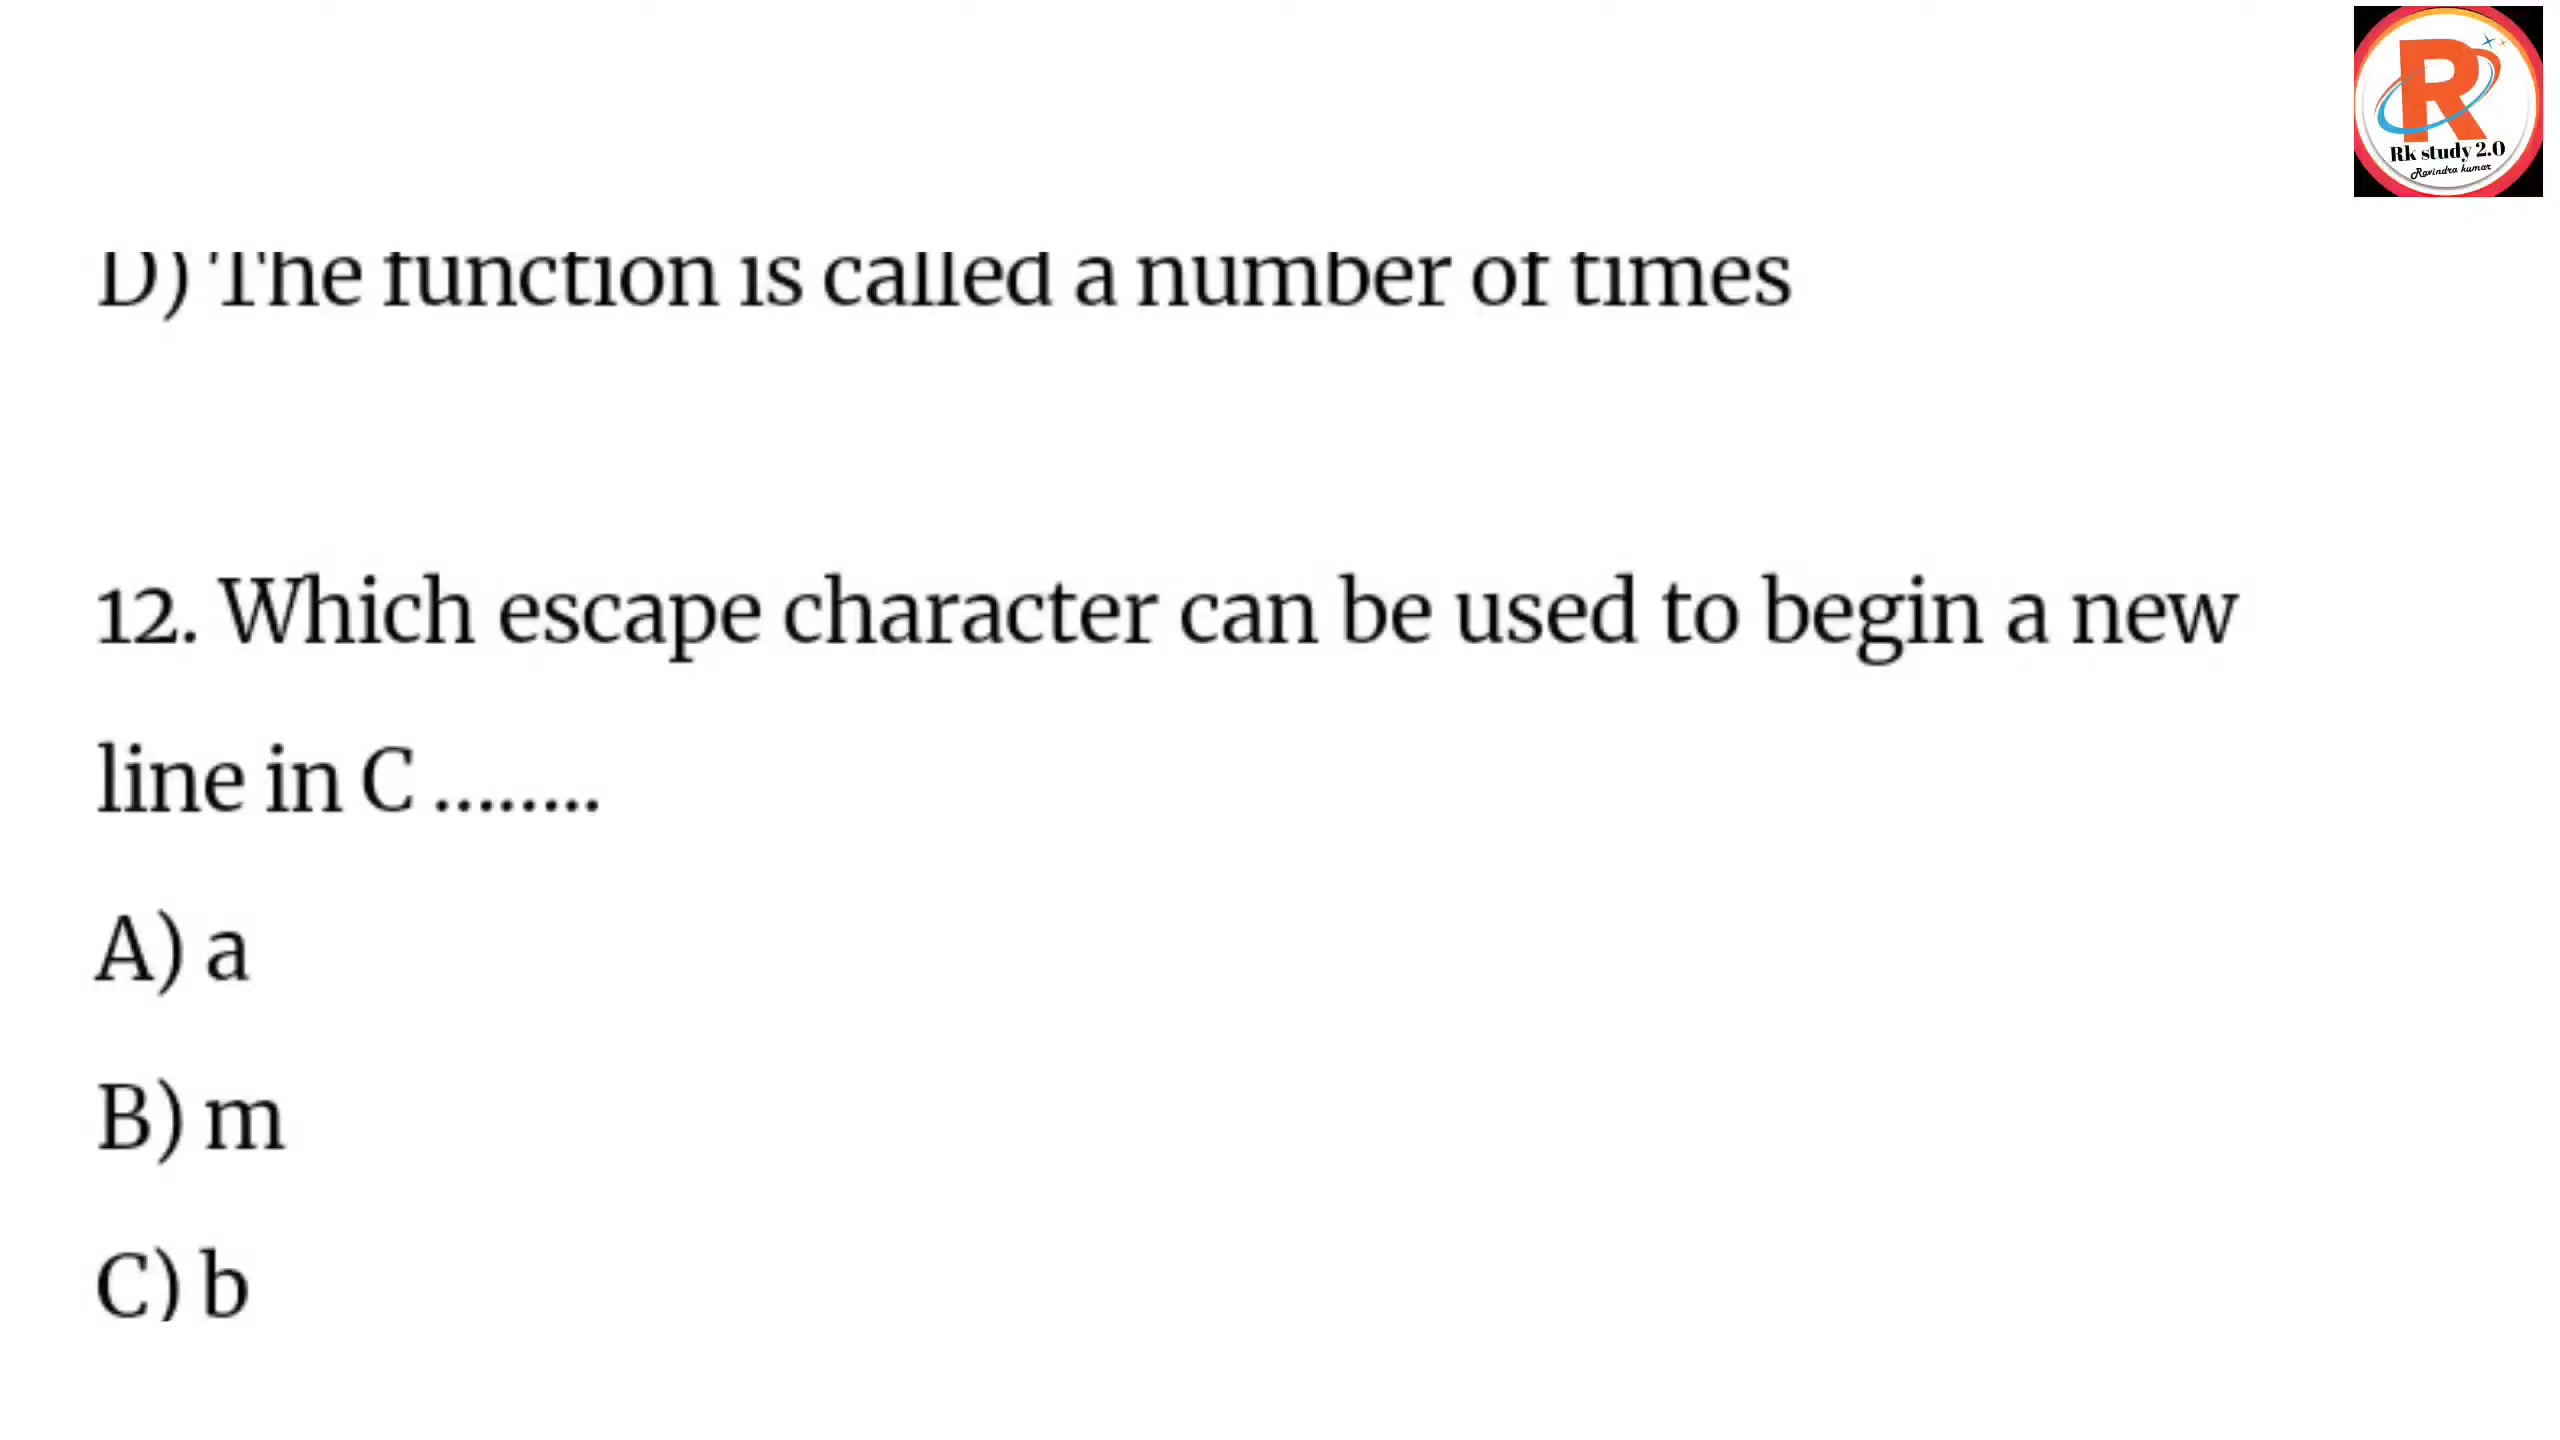 R
Rk study 2.0
Ravindra kumar
D) The function is called a number of times
12. Which escape character can be used to begin a new
line in C ........
A) a
B) m
C) b